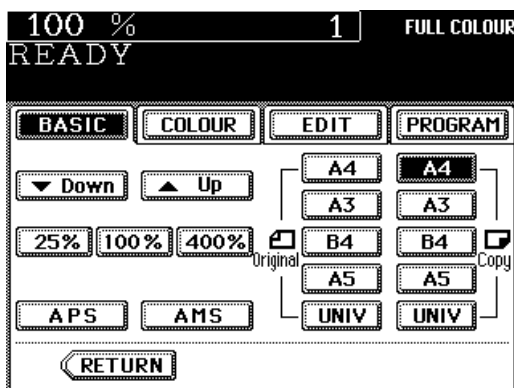 100 % 1 FULL COLOUR
READY
BASIC COLOUR EDIT PROGRAM
Down Up
25% 100% 400%
APS AMS
Original
A4
A3
B4
A5
UNIV
A4
A3
B4
A5
UNIV
Copy
RETURN